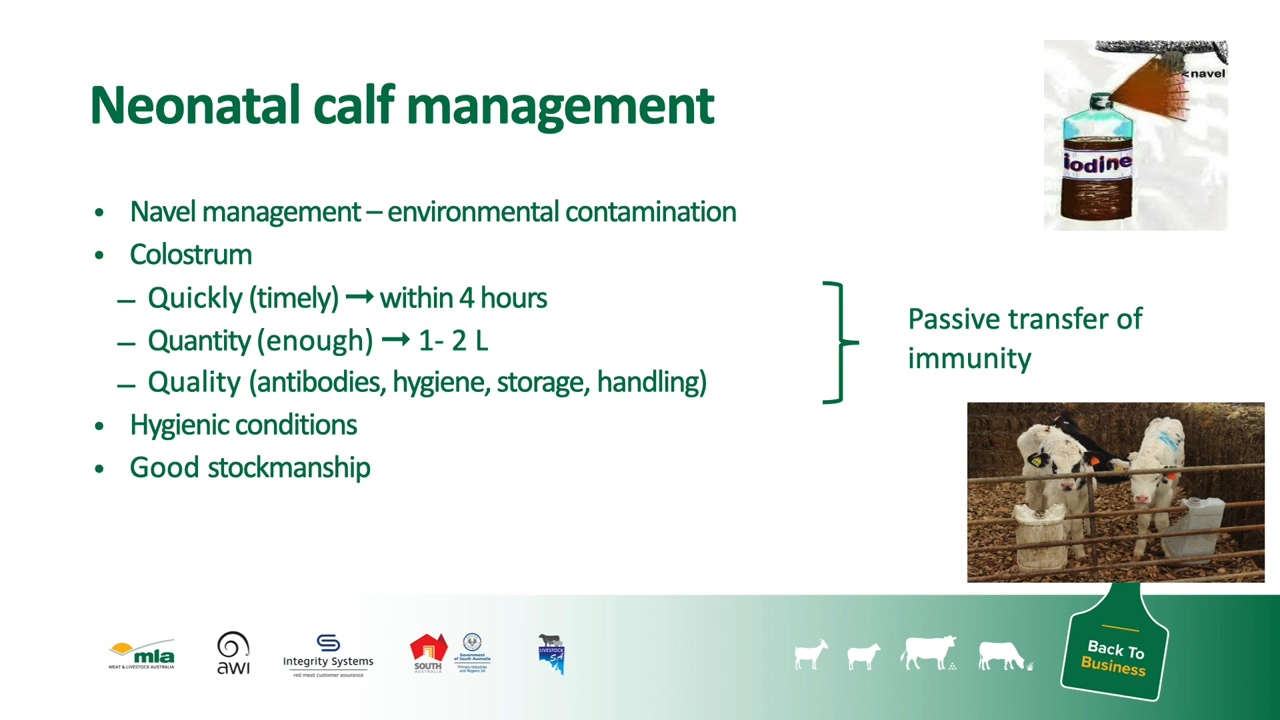 Neonatal calf management
<navel
iodine
• Navel management – environmental contamination
• Colostrum
– Quickly (timely) ➞ within 4 hours
– Quantity (enough) ➞ 1- 2 L
– Quality (antibodies, hygiene, storage, handling)
Passive transfer of
immunity
• Hygienic conditions
• Good stockmanship
mla
MEAT & LIVESTOCK AUSTRALIA
awi
Integrity Systems
red meat customer assurance
SOUTH
AUSTRALIA
Government
of South Australia
Primary Industries
and Regions SA
LIVESTOCK
SA
Back To
Business